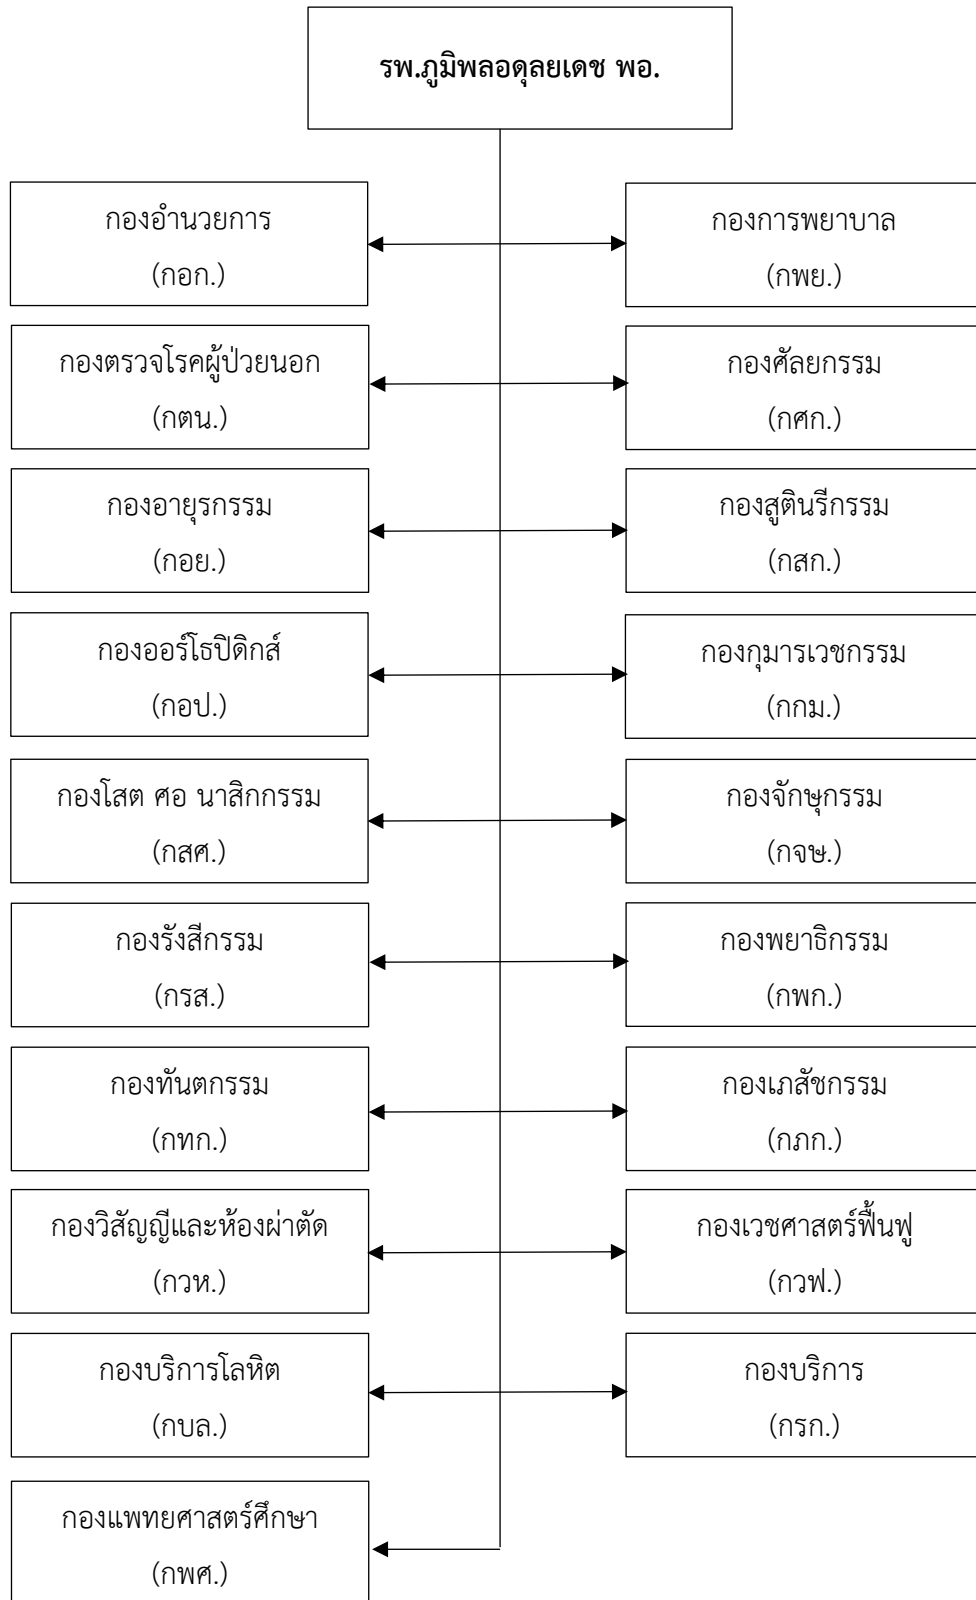 รพ.ภูมิพลอดุลยเดช พอ.
กองอำนวยการ
(กอก.)
กองการพยาบาล
(กพย.)
กองตรวจโรคผู้ป่วยนอก
(กตน.)
กองศัลยกรรม
(กศก.)
กองอายุรกรรม
(กอย.)
กองสูตินรีกรรม
(กสก.)
กองออร์โธปิดิกส์
(กอป.)
กองกุมารเวชกรรม
(กกม.)
กองโสต ศอ นาสิกกรรม
(กสศ.)
กองจักษุกรรม
(กจษ.)
กองรังสีกรรม
(กรส.)
กองพยาธิกรรม
(กพก.)
กองทันตกรรม
(กทก.)
กองเภสัชกรรม
(กภก.)
กองวิสัญญีและห้องผ่าตัด
(กวห.)
กองเวชศาสตร์ฟื้นฟู
(กวฟ.)
กองบริการโลหิต
(กบล.)
กองบริการ
(กรก.)
กองแพทยศาสตร์ศึกษา
(กพศ.)